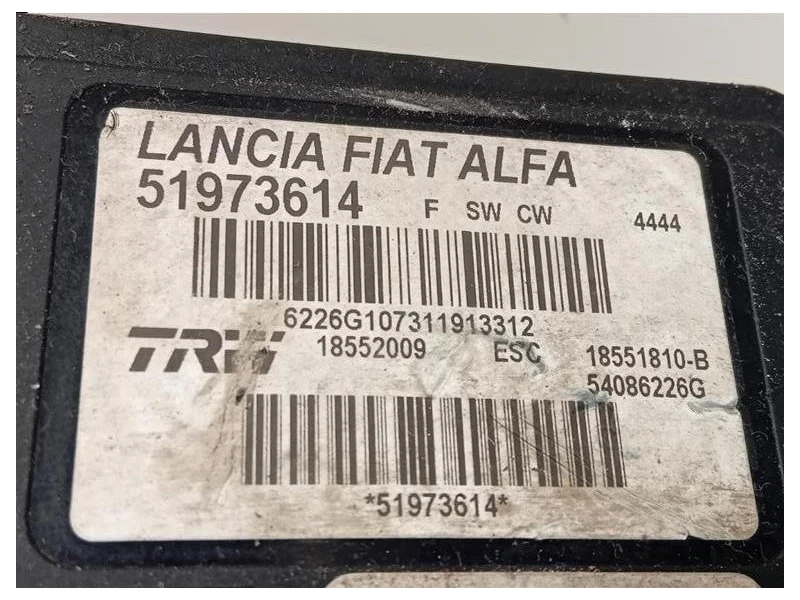 LANCIA FIAT ALFA
51973614 F SW CW 4444
6226G107311913312
TRW 18552009 ESC 18551810-B
54086226G
*51973614*